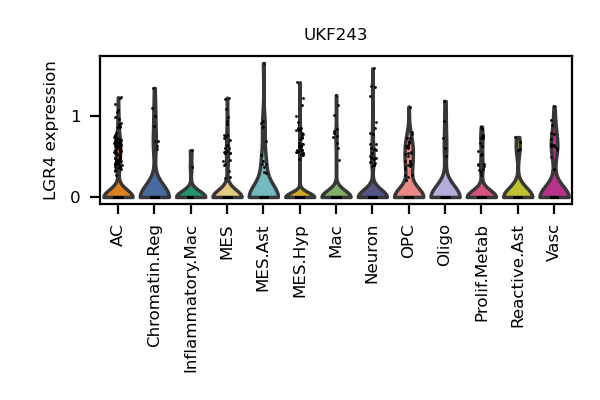 UKF243
LGR4 expression
1
0
AC
Chromatin.Reg
Inflammatory.Mac
MES
MES.Ast
MES.Hyp
Mac
Neuron
OPC
Oligo
Prolif.Metab
Reactive.Ast
Vasc